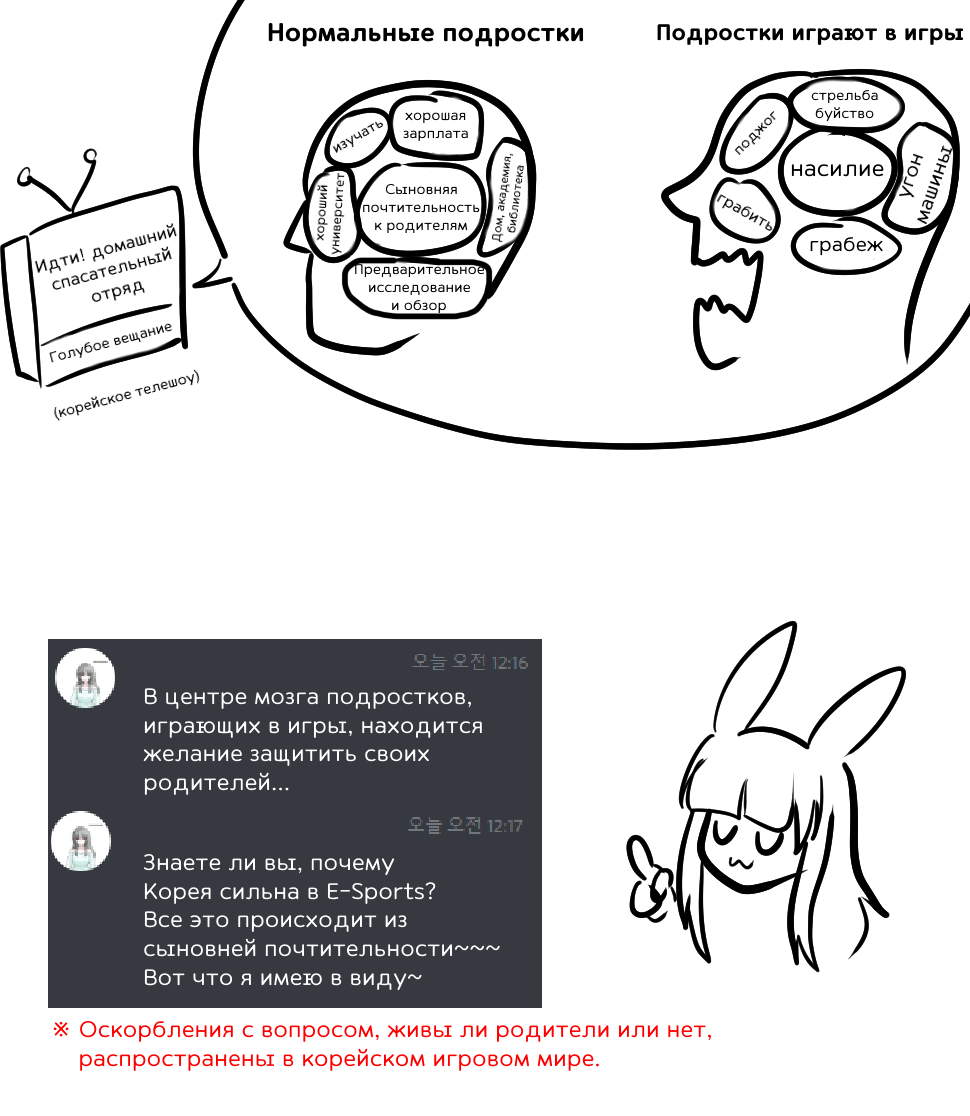 Нормальные подростки
Подростки играют в игры
изучать
хорошая
зарплата
хороший
университет
Сыновняя
почтительность
к родителям
Дом, академия,
библиотека
Предварительное
исследование
и обзор
поджог
стрельба
буйство
насилие
угон
машины
грабить
грабеж
Идти! домашний
спасательный
отряд
Голубое вещание
(корейское телешоу)
오늘 오전 12:16
В центре мозга подростков,
играющих в игры, находится
желание защитить своих
родителей...
오늘 오전 12:17
Знаете ли вы, почему
Корея сильна в E-Sports?
Все это происходит из
сыновней почтительности~~~
Вот что я имею в виду~
※ Оскорбления с вопросом, живы ли родители или нет,
распространены в корейском игровом мире.